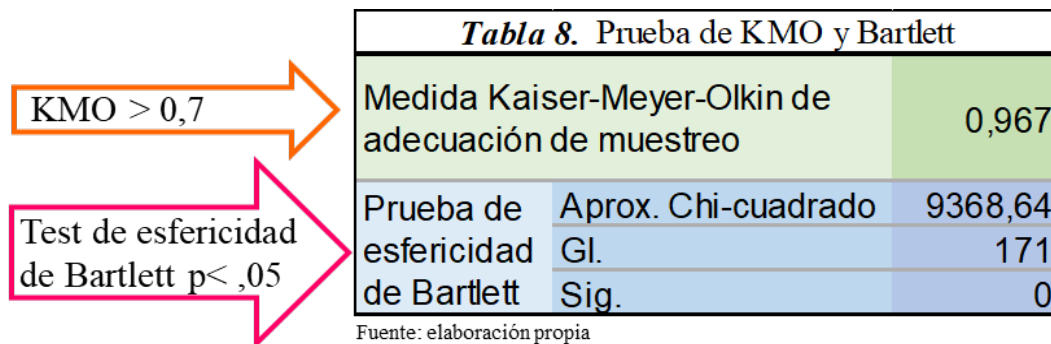 Tabla 8. Prueba de KMO y Bartlett
KMO > 0,7
Medida Kaiser-Meyer-Olkin de
adecuación de muestreo
0,967
Test de esfericidad
de Bartlett p< ,05
Prueba de
esfericidad
de Bartlett
Aprox. Chi-cuadrado 9368,64
Gl. 171
Sig. 0
Fuente: elaboración propia